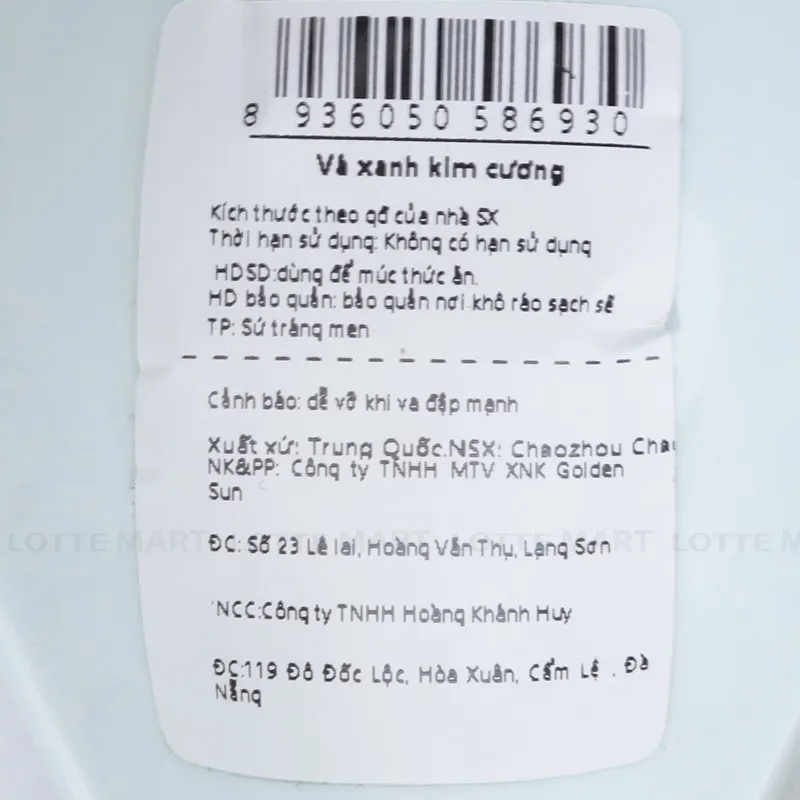 8 936050 586930
Vá xanh kim cương
Kích thước theo qđ của nhà SX
Thời hạn sử dụng: Không có hạn sử dụng
HDSD:dùng để múc thức ăn.
HD bảo quản: bảo quản nơi khô ráo sạch sẽ
TP: Sứ tráng men
Cảnh báo: dễ vỡ khi va đập mạnh
Xuất xứ: Trung Quốc.NSX: Chaozhou
NK&PP: Công ty TNHH MTV XNK Golden
Sun
LOTTE MART LOTTE MART LOTTE MART LOTTE M
ĐC: Số 23 Lê lai, Hoàng Văn Thụ, Lạng Sơn
NCC:Công ty TNHH Hoàng Khánh Huy
ĐC:119 Đô Đốc Lộc, Hòa Xuân, Cẩm Lệ . Đà
Nẵng